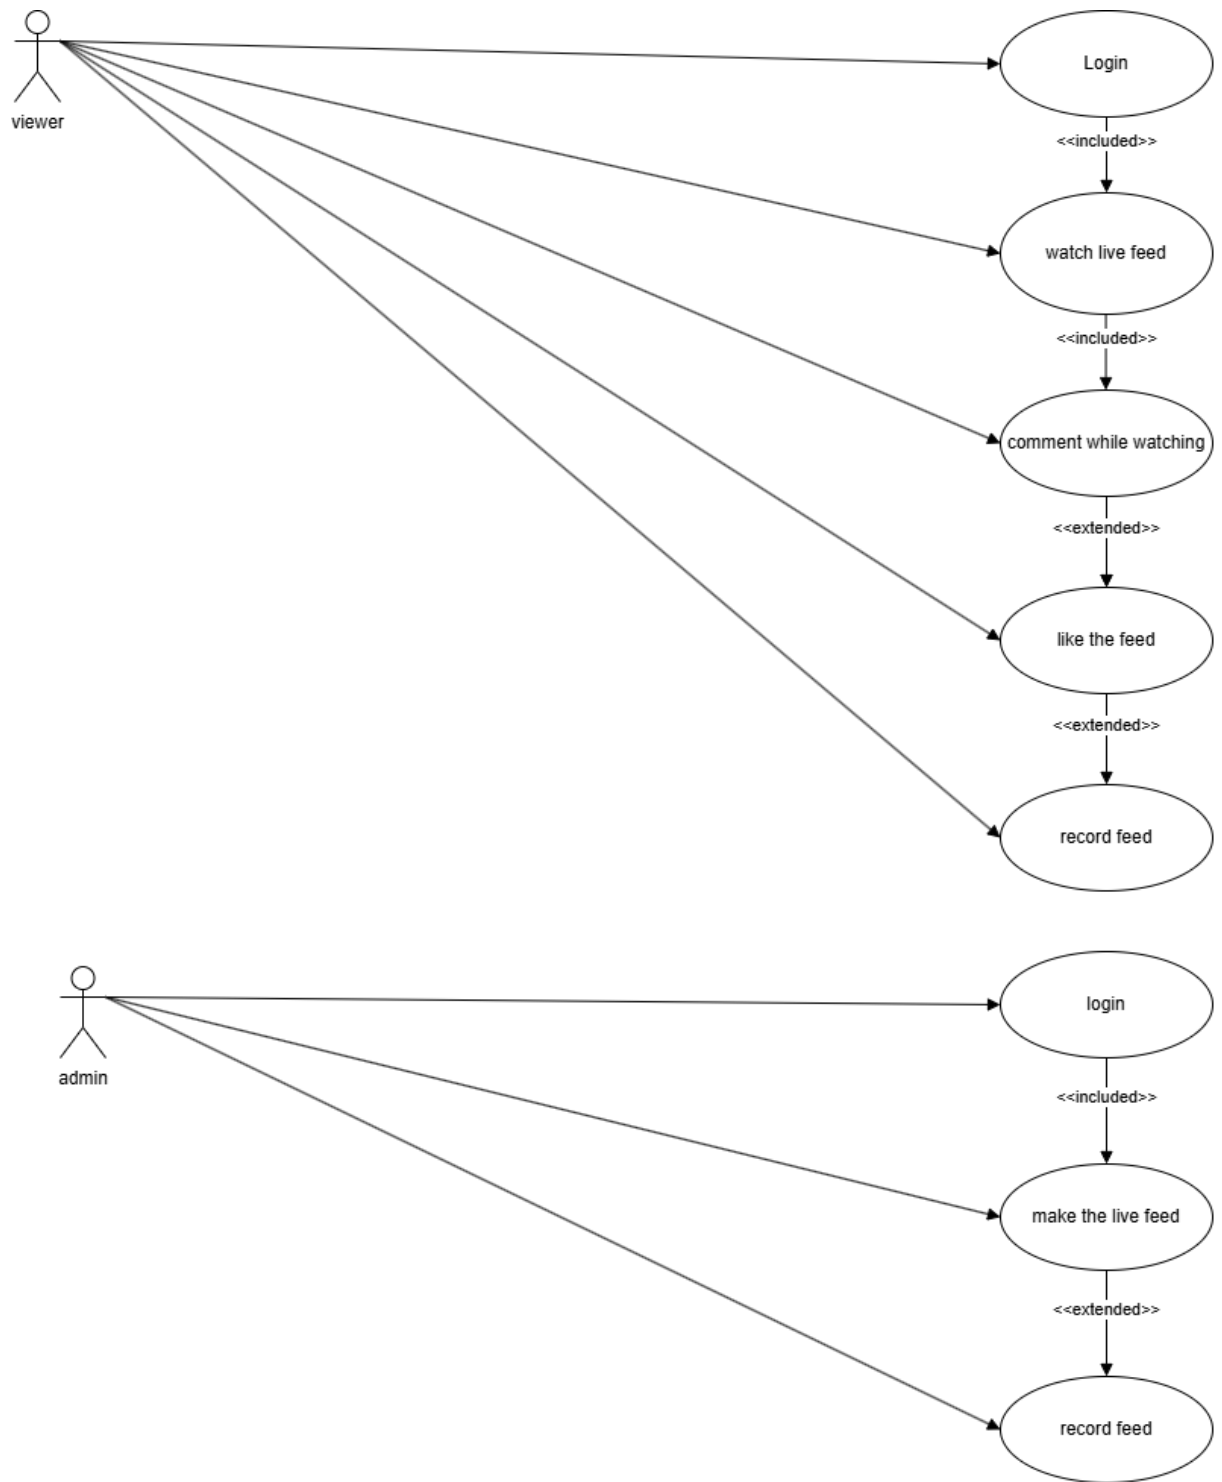 Login
viewer
<<included>>
watch live feed
<<included>>
comment while watching
<<extended>>
like the feed
<<extended>>
record feed
login
admin
<<included>>
make the live feed
<<extended>>
record feed